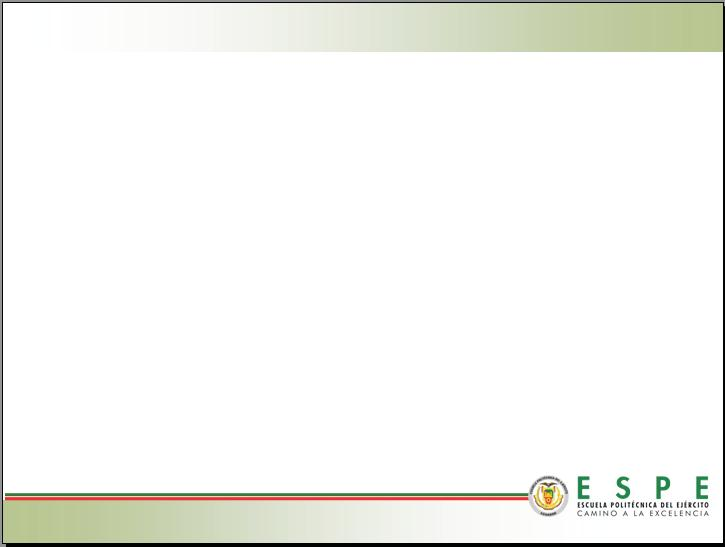 E S P E
ESCUELA POLITÉCNICA DEL EJÉRCITO
CAMINO A LA EXCELENCIA